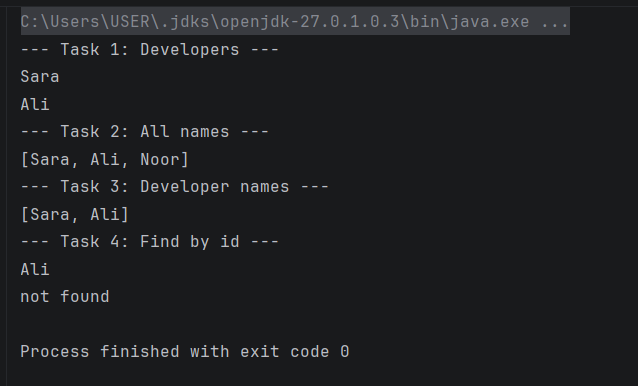 C:\Users\USER\.jdks\openjdk-27.0.1.0.3\bin\java.exe ...
--- Task 1: Developers ---
Sara
Ali
--- Task 2: All names ---
[Sara, Ali, Noor]
--- Task 3: Developer names ---
[Sara, Ali]
--- Task 4: Find by id ---
Ali
not found
Process finished with exit code 0